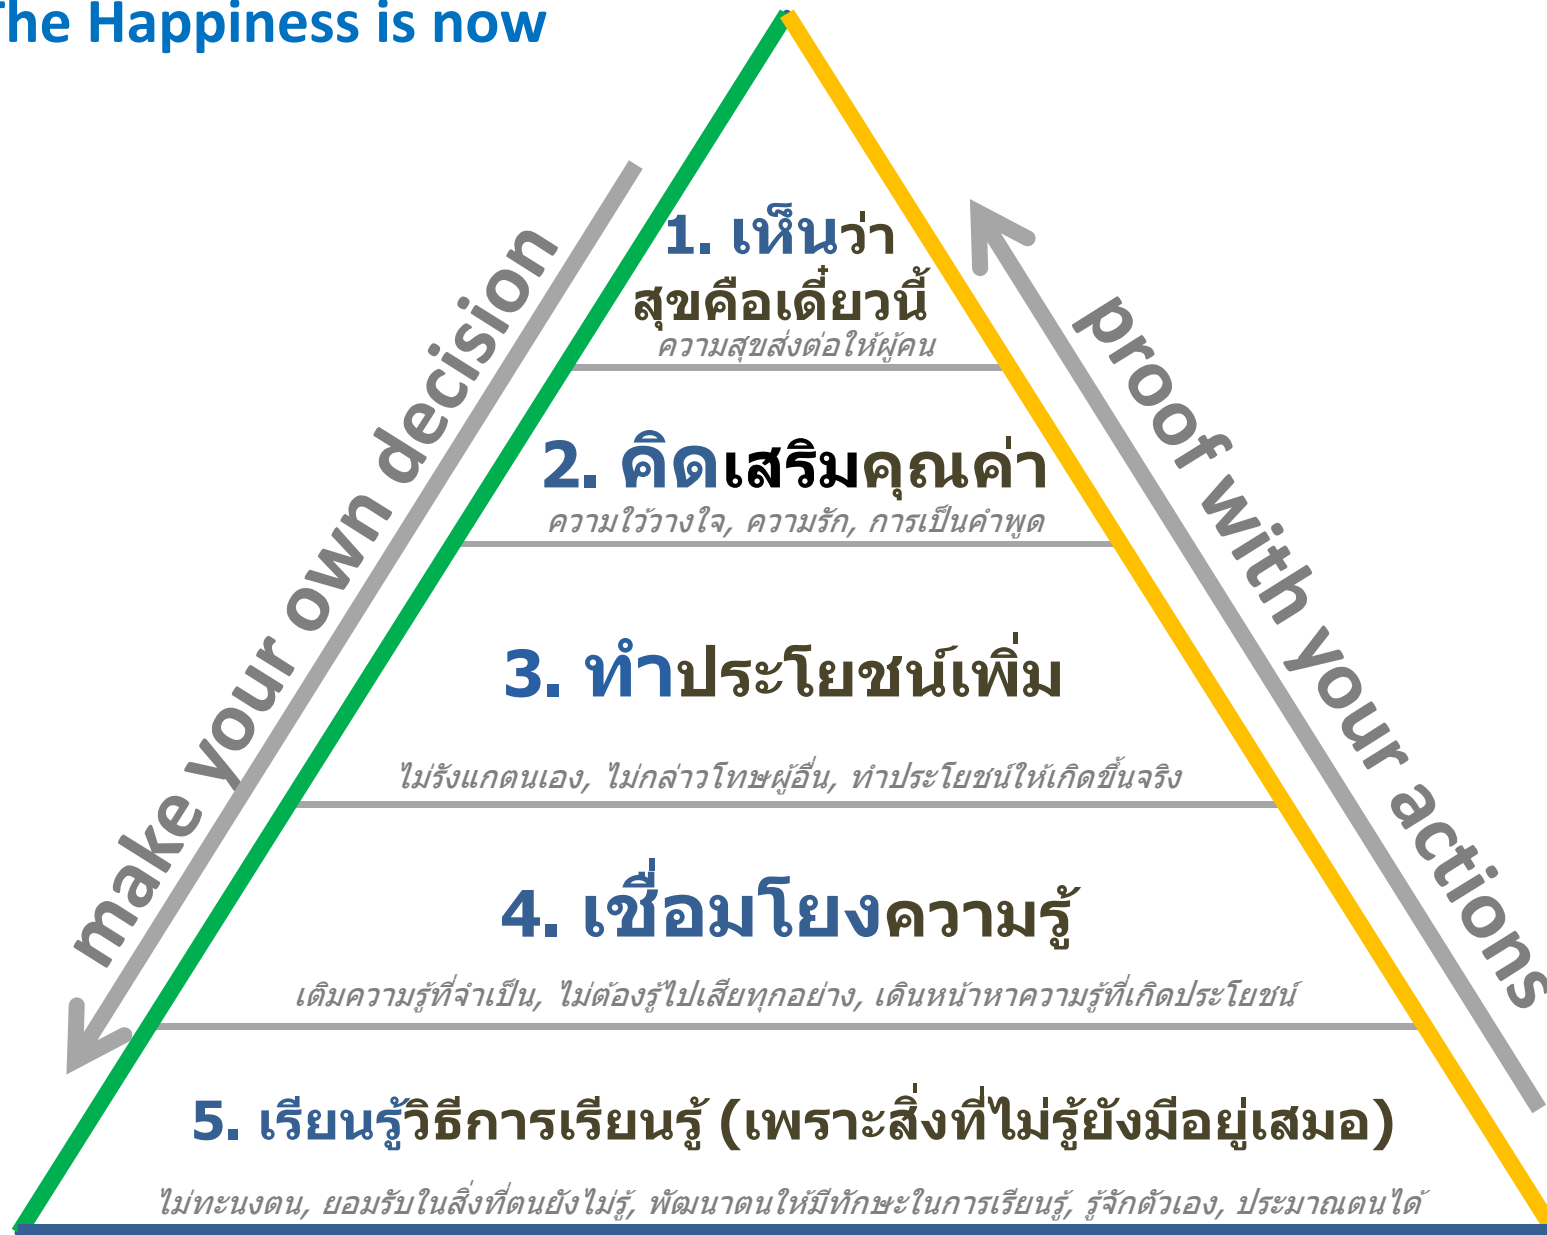 The Happiness is now
make your own decision
proof with your actions
1. เห็นว่า
สุขคือเดี๋ยวนี้
ความสุขส่งต่อให้ผู้คน
2. คิดเสริมคุณค่า
ความใว้วางใจ, ความรัก, การเป็นคำพูด
3. ทำประโยชน์เพิ่ม
ไม่รังแกตนเอง, ไม่กล่าวโทษผู้อื่น, ทำประโยชน์ให้เกิดขึ้นจริง
4. เชื่อมโยงความรู้
เติมความรู้ที่จำเป็น, ไม่ต้องรู้ไปเสียทุกอย่าง, เดินหน้าหาความรู้ที่เกิดประโยชน์
5. เรียนรู้วิธีการเรียนรู้ (เพราะสิ่งที่ไม่รู้ยังมีอยู่เสมอ)
ไม่ทะนงตน, ยอมรับในสิ่งที่ตนยังไม่รู้, พัฒนาตนให้มีทักษะในการเรียนรู้, รู้จักตัวเอง, ประมาณตนได้